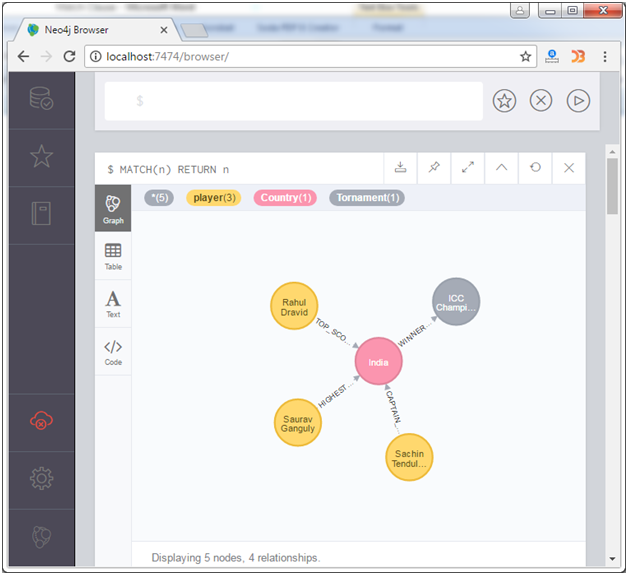 Neo4j Browser
localhost:7474/browser/
$
$ MATCH(n) RETURN n
*(5) player(3) Country(1) Tornament(1)
Graph
Table
Text
Code
Rahul
Dravid
ICC
Champi...
TOP_SCO...
WINNER...
India
HIGHEST...
CAPTAIN_...
Saurav
Ganguly
Sachin
Tendul...
Displaying 5 nodes, 4 relationships.